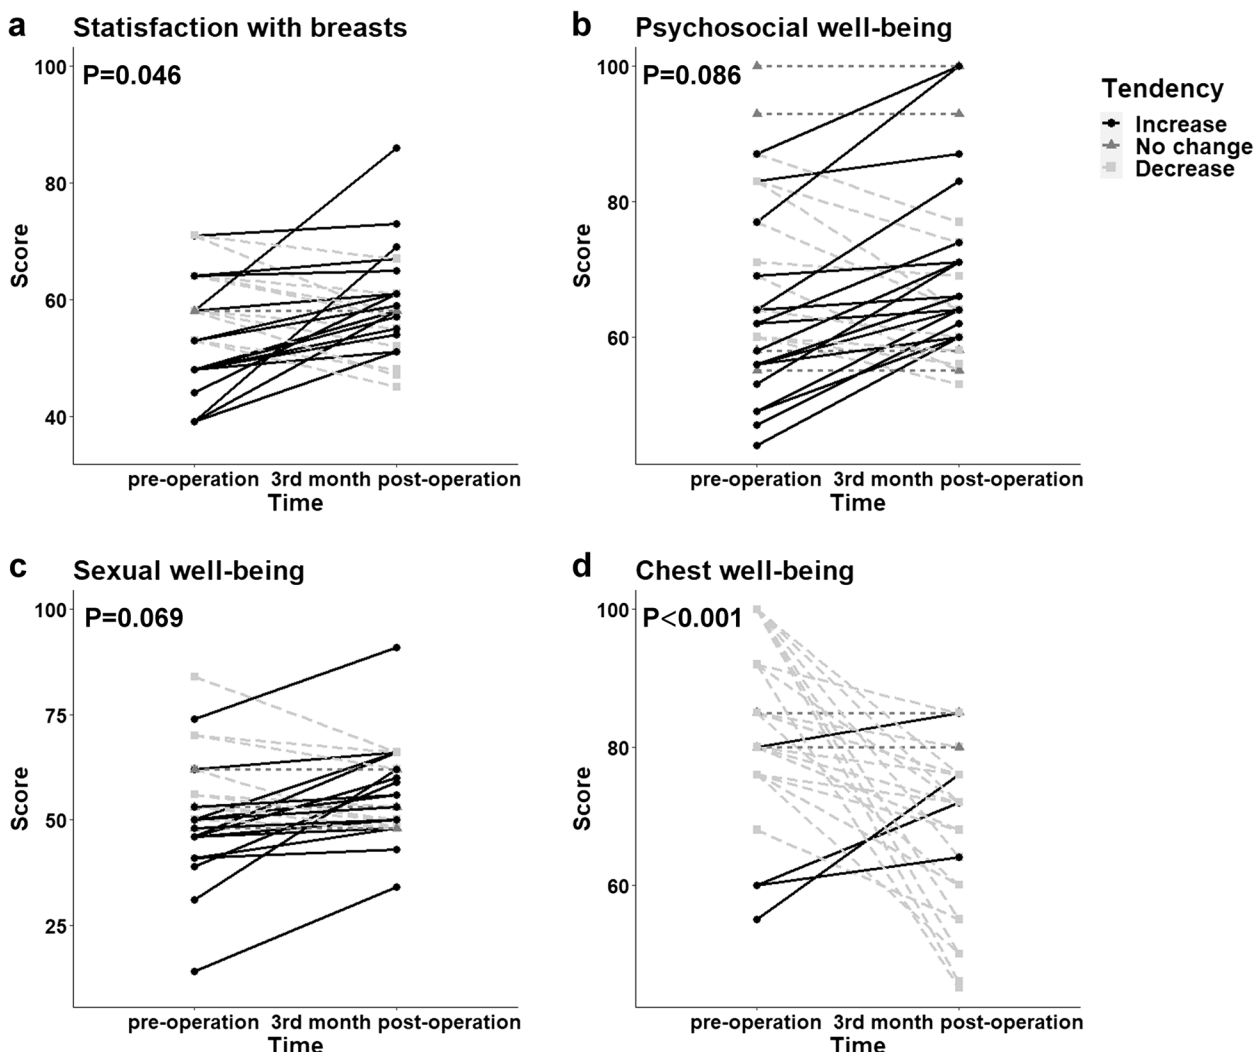 a Statisfaction with breasts
P=0.046
100
80
60
40
Score
pre-operation 3rd month post-operation
Time
b Psychosocial well-being
P=0.086
100
80
60
Score
pre-operation 3rd month post-operation
Time
Tendency
Increase
No change
Decrease
c Sexual well-being
P=0.069
100
75
50
25
Score
pre-operation 3rd month post-operation
Time
d Chest well-being
P<0.001
100
80
60
Score
pre-operation 3rd month post-operation
Time